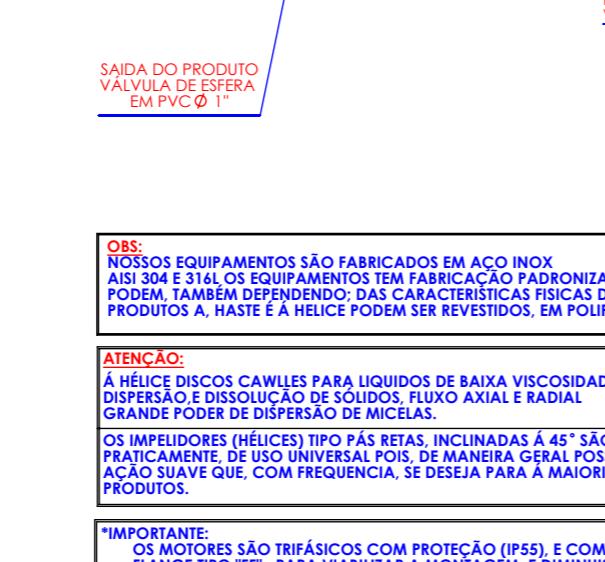 SAIDA DO PRODUTO
VÁLVULA DE ESFERA
EM PVC Ø 1"
OBS:
NOSSOS EQUIPAMENTOS SÃO FABRICADOS EM AÇO INOX
AISI 304 E 316L OS EQUIPAMENTOS TEM FABRICAÇÃO PADRONIZA
PODEM, TAMBÉM DEPENDENDO; DAS CARACTERÍSTICAS FISICAS D
PRODUTOS A, HASTE É Á HELICE PODEM SER REVESTIDOS, EM POLIP
ATENÇÃO:
Á HÉLICE DISCOS CAWLLES PARA LIQUIDOS DE BAIXA VISCOSIDAD
DISPERSÃO,E DISSOLUÇÃO DE SÓLIDOS, FLUXO AXIAL E RADIAL
GRANDE PODER DE DISPERSÃO DE MICELAS.
OS IMPELIDORES (HÉLICES) TIPO PÁS RETAS, INCLINADAS Á 45° SÃO
PRATICAMENTE, DE USO UNIVERSAL POIS, DE MANEIRA GERAL POSS
AÇÃO SUAVE QUE, COM FREQUENCIA, SE DESEJA PARA Á MAIORI
PRODUTOS.
*IMPORTANTE:
OS MOTORES SÃO TRIFÁSICOS COM PROTEÇÃO (IP55), E COM